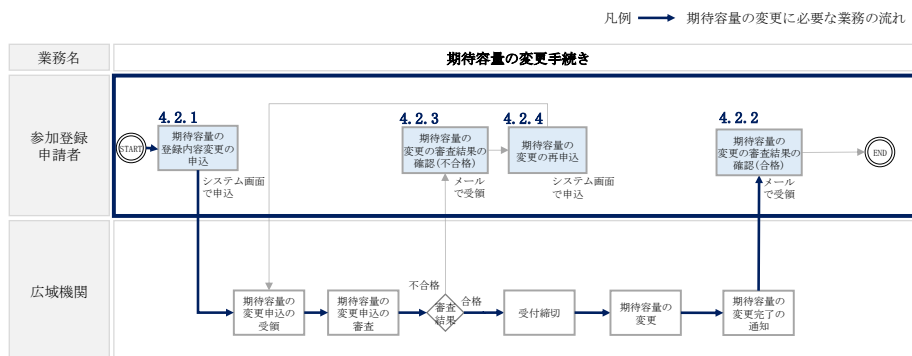 凡例 期待容量の変更に必要な業務の流れ
業務名
期待容量の変更手続き
参加登録
申請者
START
4.2.1
期待容量の
登録内容変更の
申込
システム画面
で申込
4.2.3
期待容量の
変更の審査結果の
確認(不合格)
メール
で受領
4.2.4
期待容量の
変更の再申込
システム画面
で申込
4.2.2
期待容量の
変更の審査結果の
確認(合格)
メール
で受領
END
広域機関
期待容量の
変更申込の
受領
期待容量の
変更申込の
審査
不合格
審査
結果
合格
受付締切
期待容量の
変更
期待容量の
変更完了の
通知